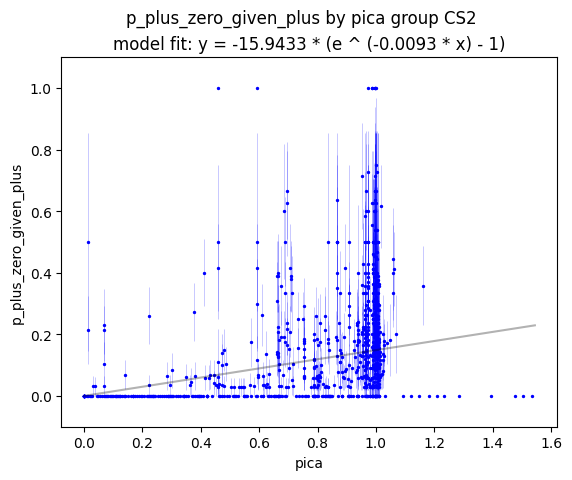 p_plus_zero_given_plus by pica group CS2
model fit: y = -15.9433 * (e ^ (-0.0093 * x) - 1)
p_plus_zero_given_plus
1.0
0.8
0.6
0.4
0.2
0.0
0.0 0.2 0.4 0.6 0.8 1.0 1.2 1.4 1.6
pica